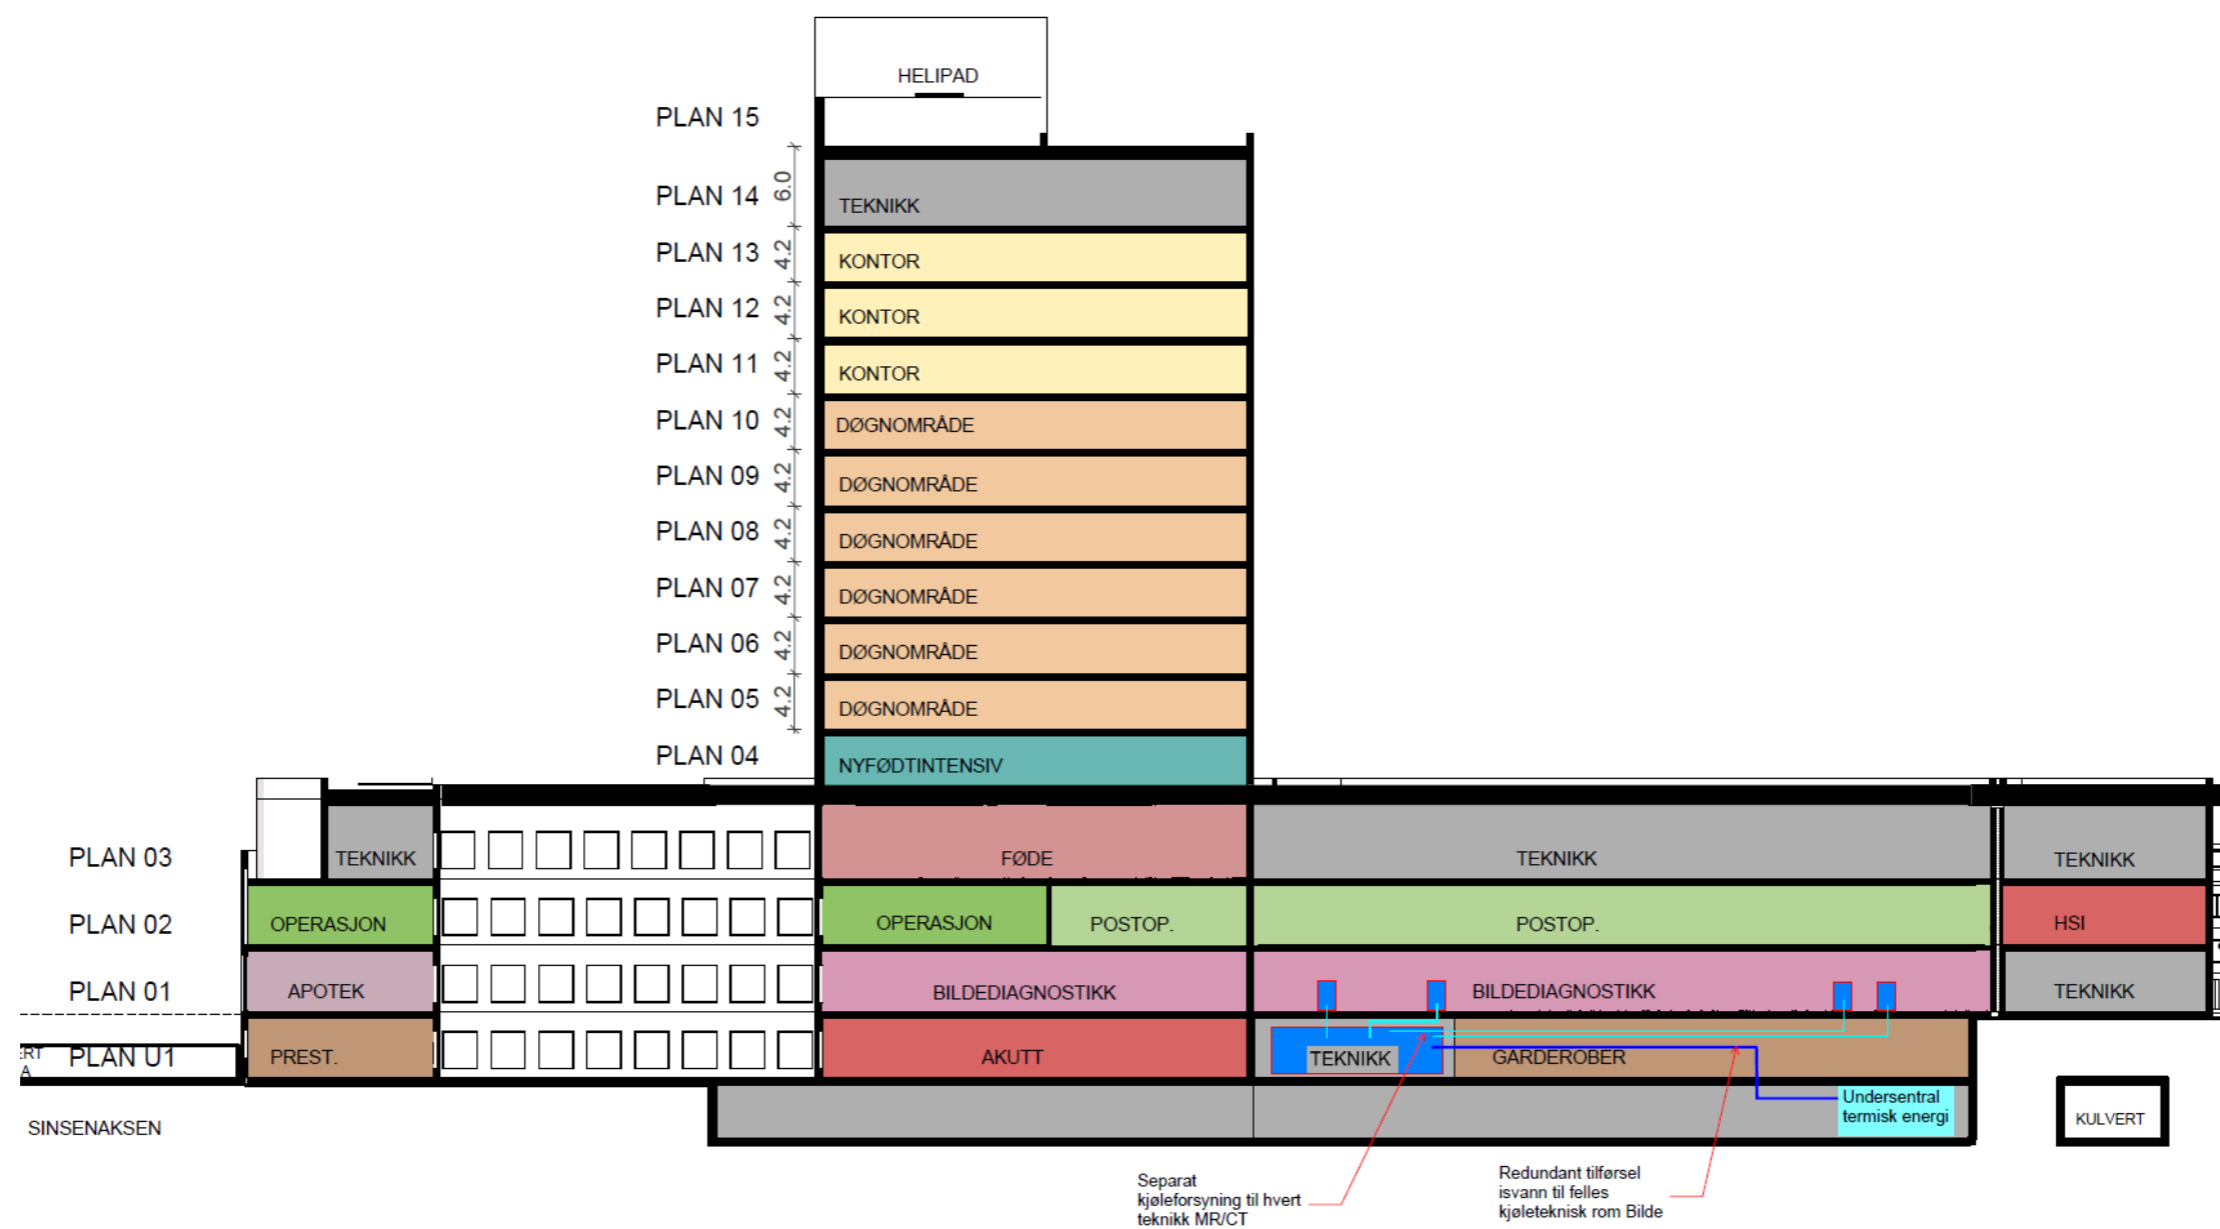 HELIPAD
PLAN 15
PLAN 14 6.0 TEKNIKK
PLAN 13 4.2 KONTOR
PLAN 12 4.2 KONTOR
PLAN 11 4.2 KONTOR
PLAN 10 4.2 DØGNOMRÅDE
PLAN 09 4.2 DØGNOMRÅDE
PLAN 08 4.2 DØGNOMRÅDE
PLAN 07 4.2 DØGNOMRÅDE
PLAN 06 4.2 DØGNOMRÅDE
PLAN 05 4.2 DØGNOMRÅDE
PLAN 04 NYFØDTINTENSIV
PLAN 03 TEKNIKK FØDE TEKNIKK TEKNIKK
PLAN 02 OPERASJON OPERASJON POSTOP. POSTOP. HSI
PLAN 01 APOTEK BILDEDIAGNOSTIKK BILDEDIAGNOSTIKK TEKNIKK
ERT
A
PLAN U1 PREST. AKUTT TEKNIKK GARDEROBER
Undersentral
termisk energi
SINSENAKSEN
KULVERT
Separat
kjøleforsyning til hvert
teknikk MR/CT
Redundant tilførsel
isvann til felles
kjøleteknisk rom Bilde